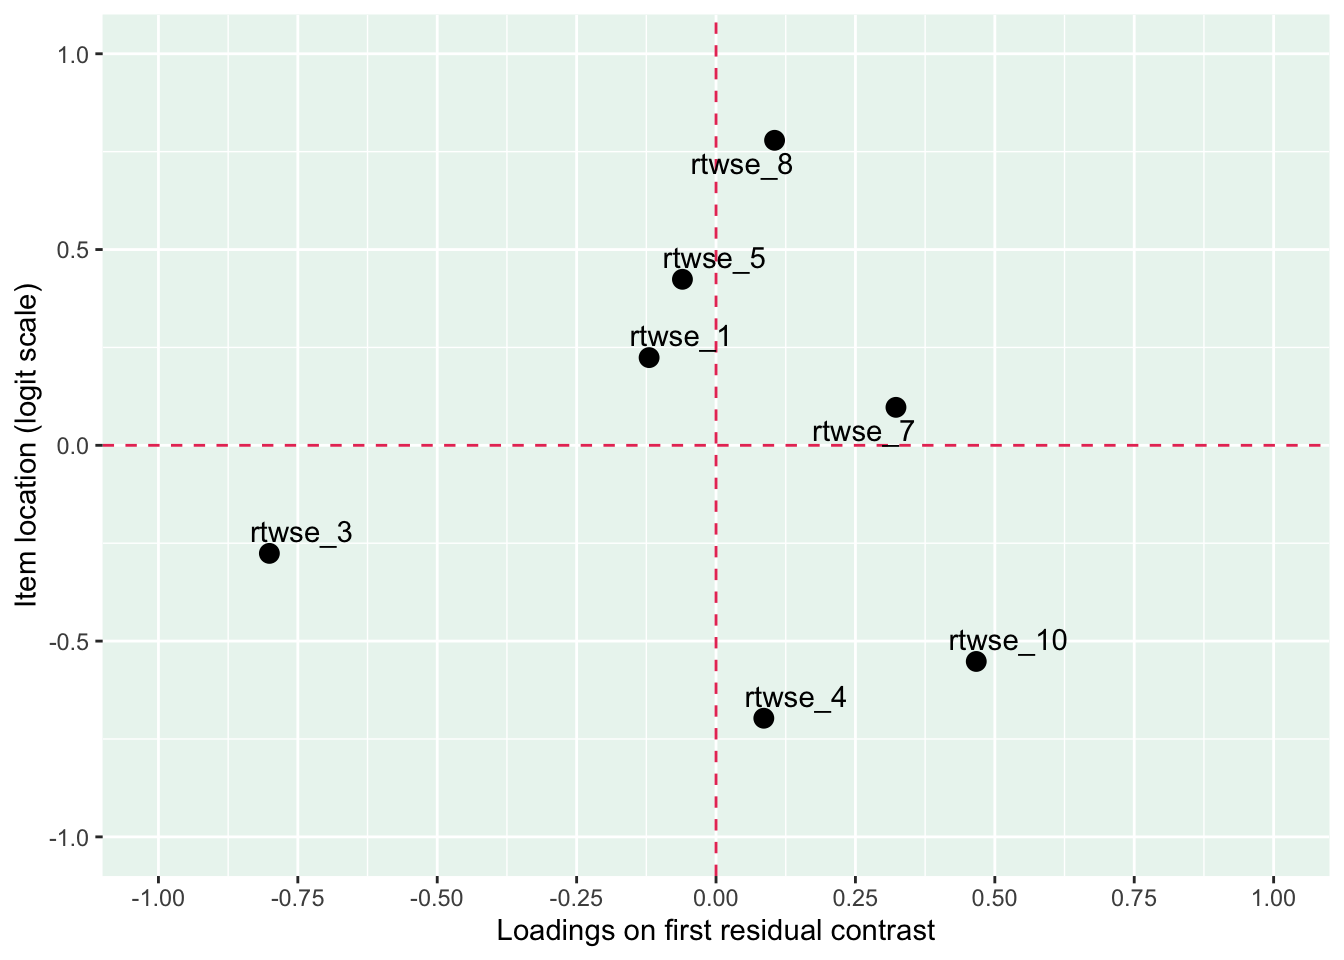 1.0
rtwse_8
rtwse_5
0.5
rtwse_1
rtwse_7
0.0
rtwse_3
rtwse_10
-0.5
rtwse_4
-1.0
Item location (logit scale)
-1.00 -0.75 -0.50 -0.25 0.00 0.25 0.50 0.75 1.00
Loadings on first residual contrast